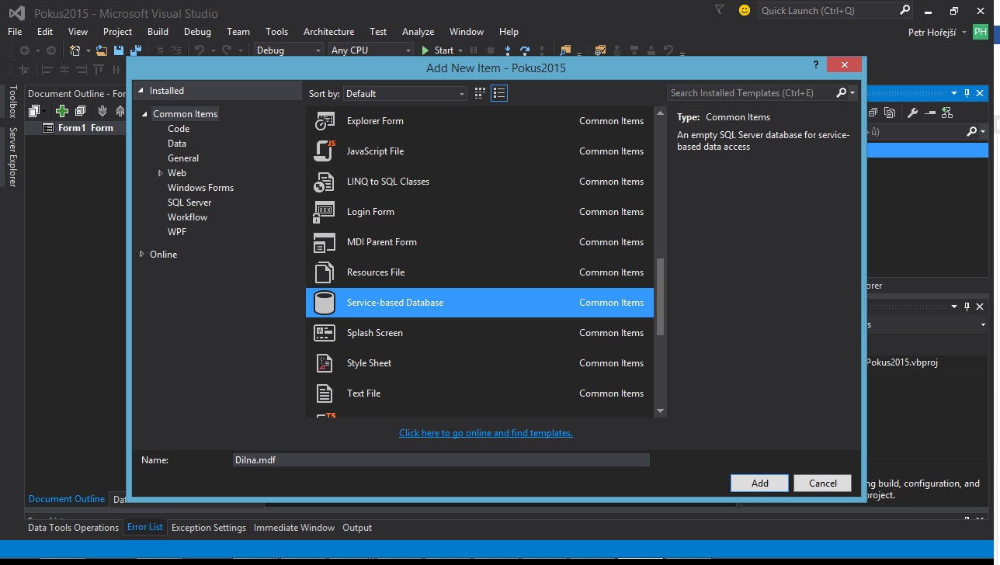 Pokus2015 - Microsoft Visual Studio
Quick Launch (Ctrl+Q)
File Edit View Project Build Debug Team Tools Architecture Test Analyze Window Help
Petr Hořejší PH
Debug Any CPU Start
Add New Item - Pokus2015
?
Toolbox
Server Explorer
Document Outline - For
Form1 Form
Installed
Common Items
Code
Data
General
Web
Windows Forms
SQL Server
Workflow
WPF
Online
Sort by: Default
Search Installed Templates (Ctrl+E)
Explorer Form Common Items
JavaScript File Common Items
LINQ to SQL Classes Common Items
Login Form Common Items
MDI Parent Form Common Items
Resources File Common Items
Service-based Database Common Items
Splash Screen Common Items
Style Sheet Common Items
Text File Common Items
JS
TS
Type: Common Items
An empty SQL Server database for service-
based data access
Click here to go online and find templates.
Name: Dilna.mdf
Add Cancel
+ů)
orer
s
Pokus2015.vbproj
ng build, configuration, and
project.
Document Outline Dat
Data Tools Operations Error List Exception Settings Immediate Window Output